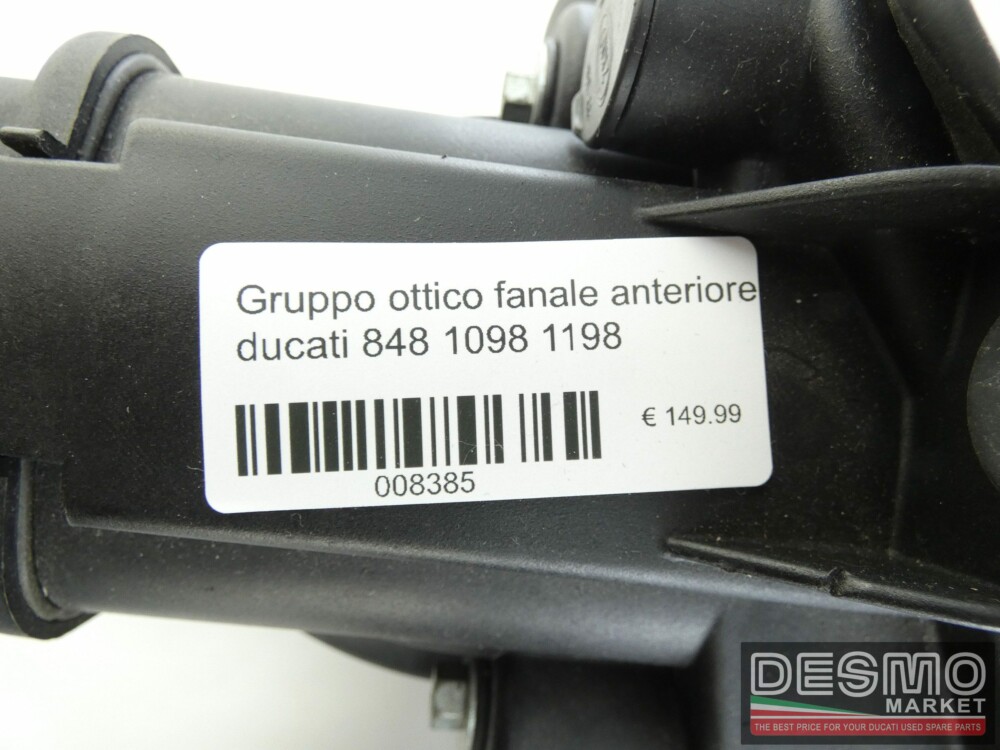 Gruppo ottico fanale anteriore
ducati 848 1098 1198
€ 149.99
008385
DESMO
MARKET
THE BEST PRICE FOR YOUR DUCATI USED SPARE PARTS